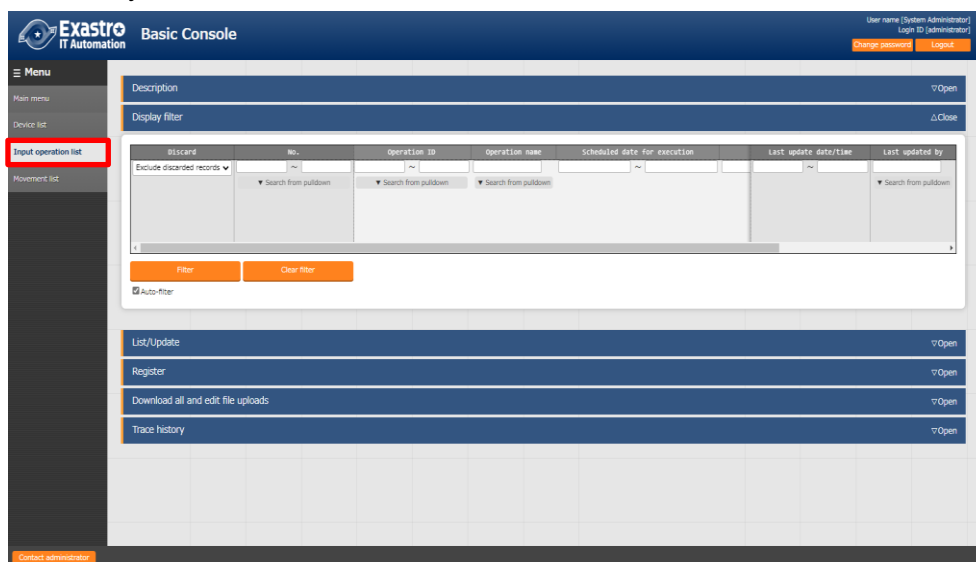 Exastro
IT Automation
Basic Console
User name [System Administrator]
Login ID [administrator]
Change password
Logout
≡ Menu
Main menu
Device list
Input operation list
Movement list
Description
▽Open
Display filter
△Close
Discard
No.
Operation ID
Operation name
Scheduled date for execution
Last update date/time
Last updated by
Exclude discarded records
~
~
~
~
▼ Search from pulldown
▼ Search from pulldown
▼ Search from pulldown
▼ Search from pulldown
Filter
Clear filter
Auto-filter
List/Update
▽Open
Register
▽Open
Download all and edit file uploads
▽Open
Trace history
▽Open
Contact administrator